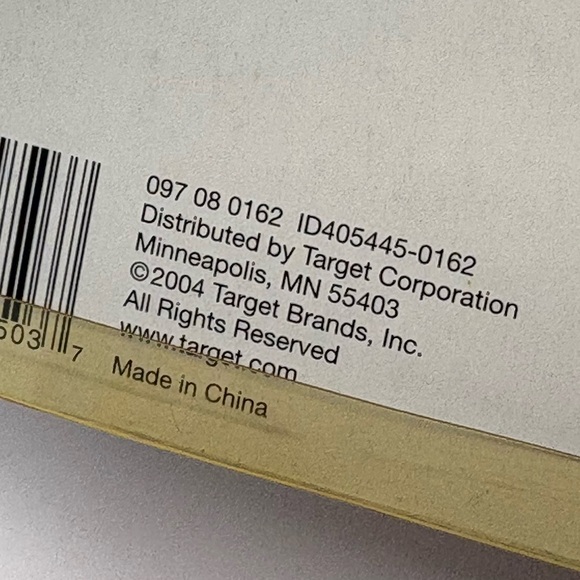 097 08 0162 ID405445-0162
Distributed by Target Corporation
Minneapolis, MN 55403
©2004 Target Brands, Inc.
All Rights Reserved
www.target.com
Made in China
503 7